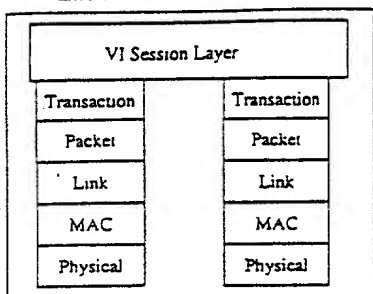 VI Session Layer
Transaction Transaction
Packet Packet
Link Link
MAC MAC
Physical Physical